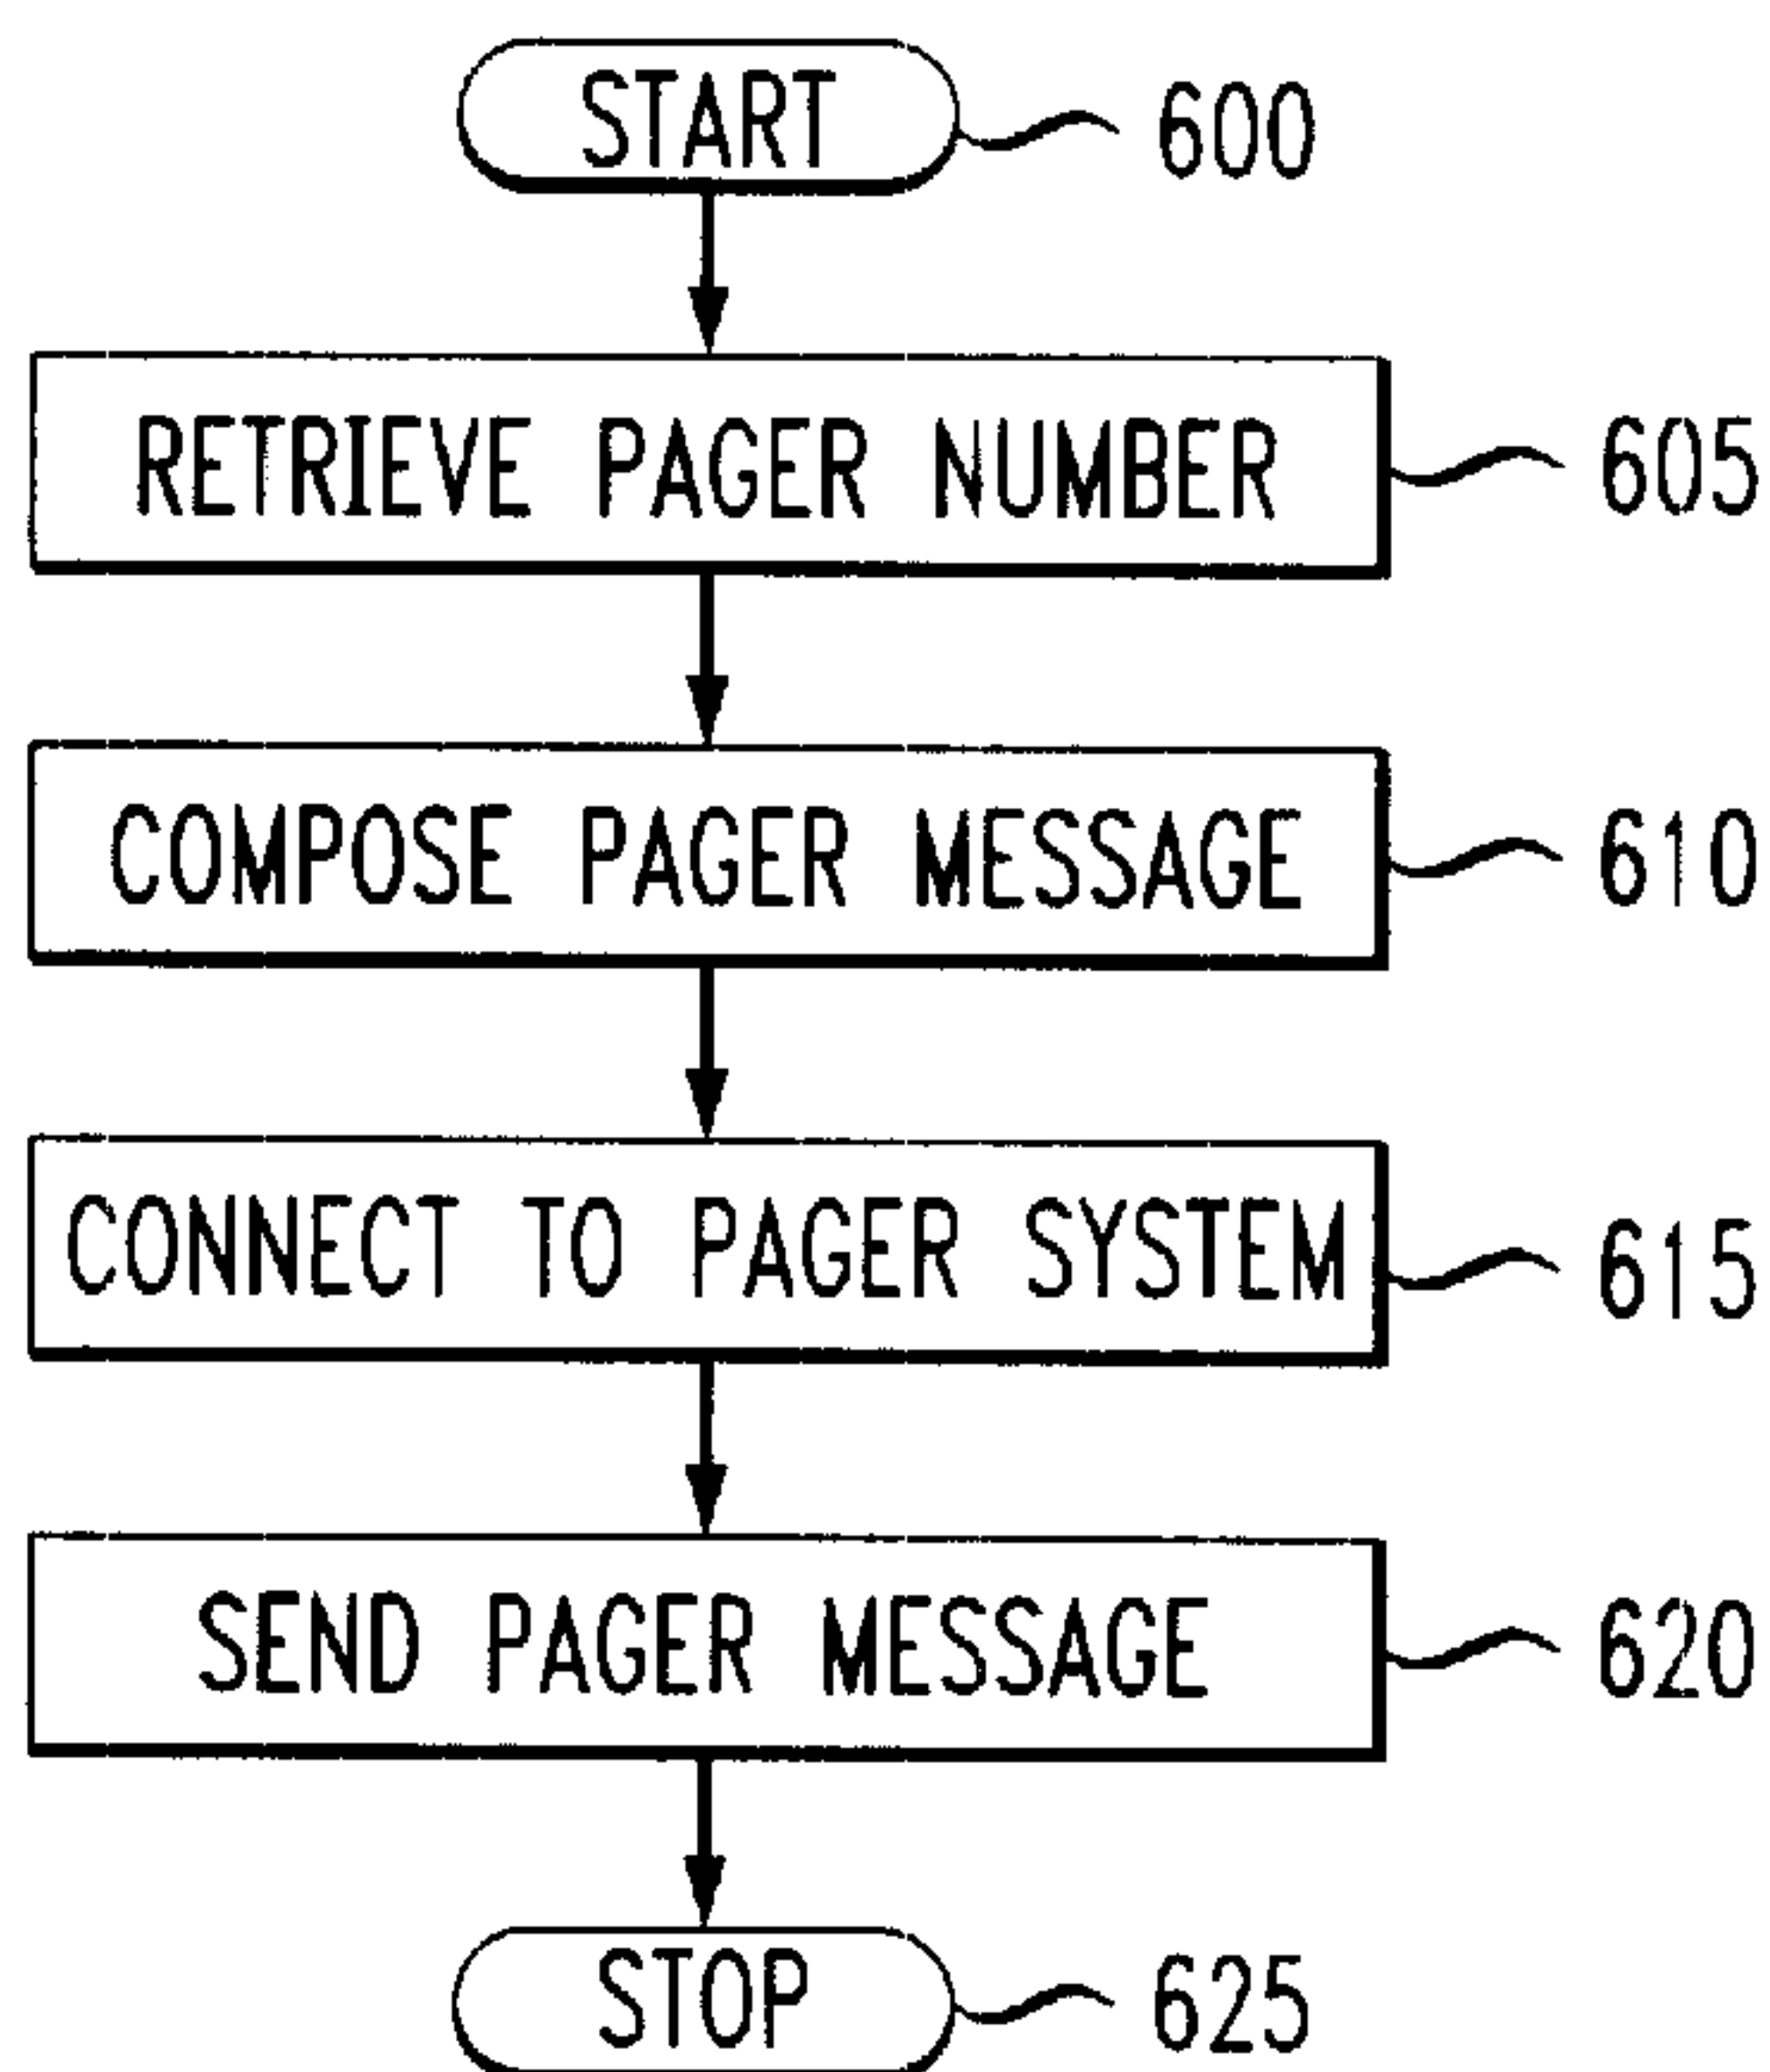 START 600
RETRIEVE PAGER NUMBER 605
COMPOSE PAGER MESSAGE 610
CONNECT TO PAGER SYSTEM 615
SEND PAGER MESSAGE 620
STOP 625